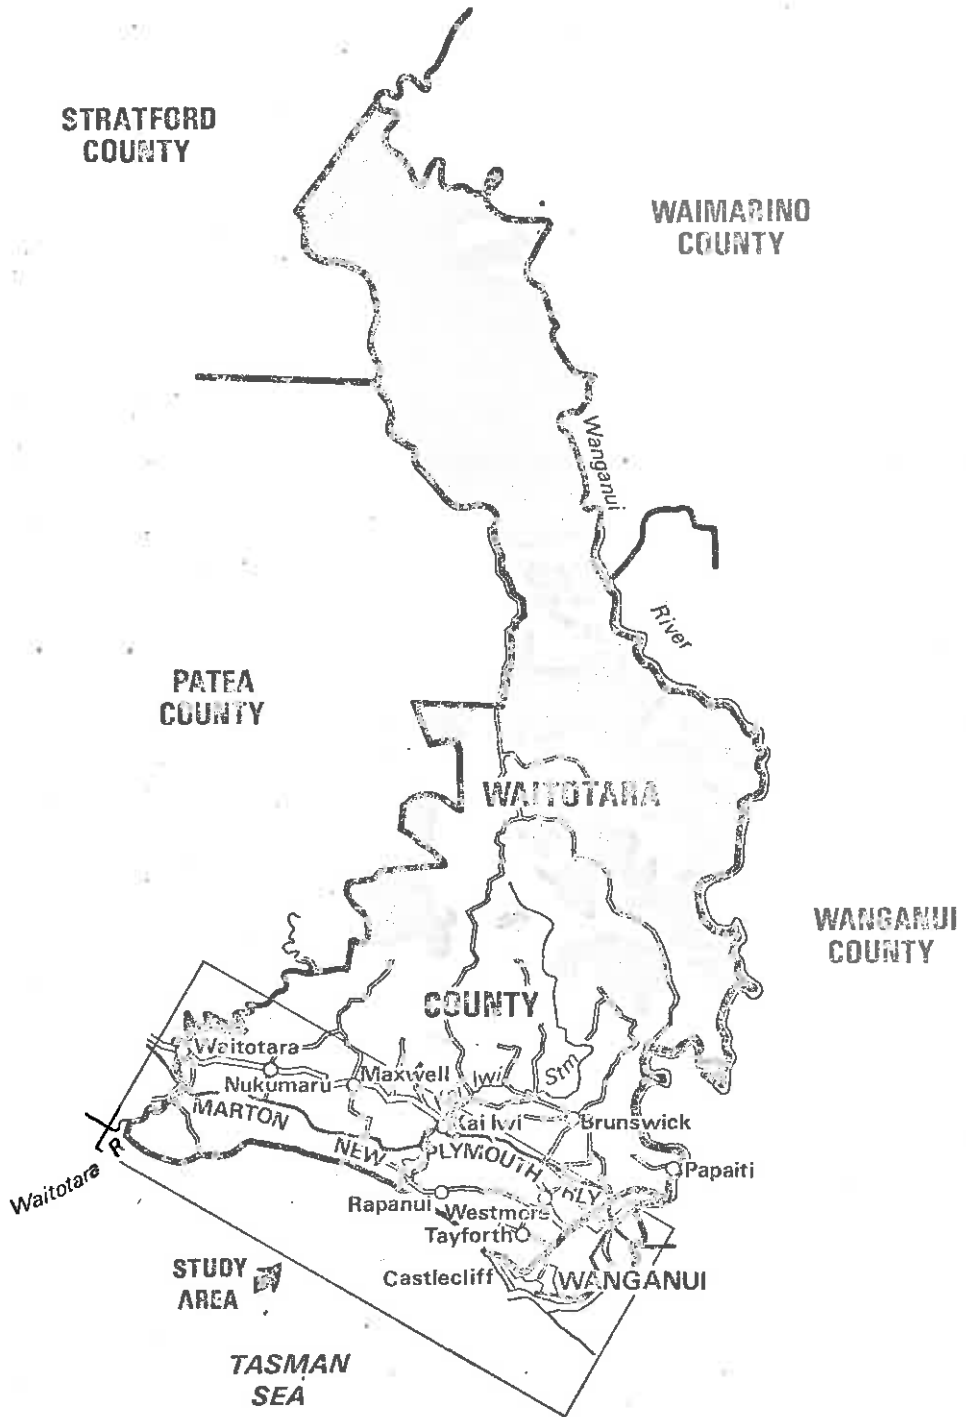 STRATFORD
COUNTY
WAIMARINO
COUNTY
Wanganui
River
PATEA
COUNTY
WAITOTARA
WANGANUI
COUNTY
COUNTY
Waitotara
Nukumaru
Maxwell
Iwi
Stm
MARTON
Kai Iwi
Brunswick
NEW
PLYMOUTH
RLY
Papaiti
Waitotara R
Rapanui
Westmere
Tayforth
STUDY
AREA
Castlecliff
WANGANUI
TASMAN
SEA